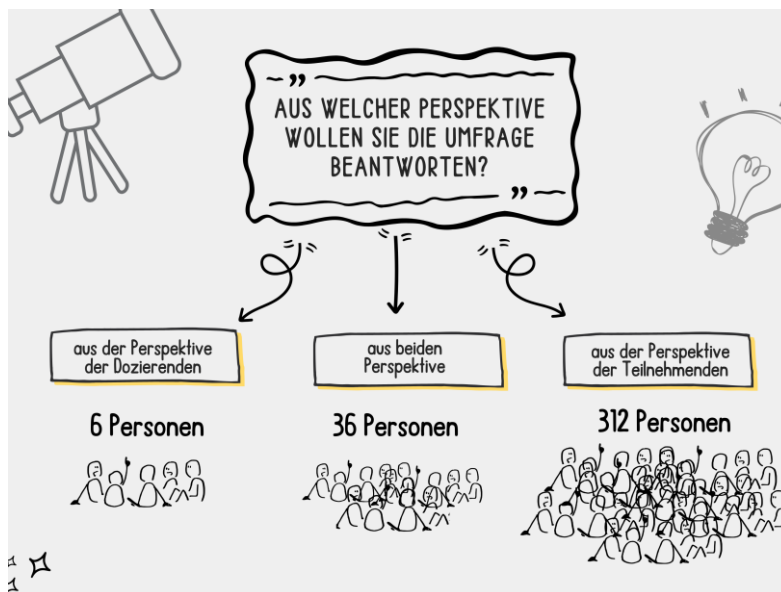 „
AUS WELCHER PERSPEKTIVE
WOLLEN SIE DIE UMFRAGE
BEANTWORTEN?
”
aus der Perspektive
der Dozierenden
aus beiden
Perspektive
aus der Perspektive
der Teilnehmenden
6 Personen
36 Personen
312 Personen